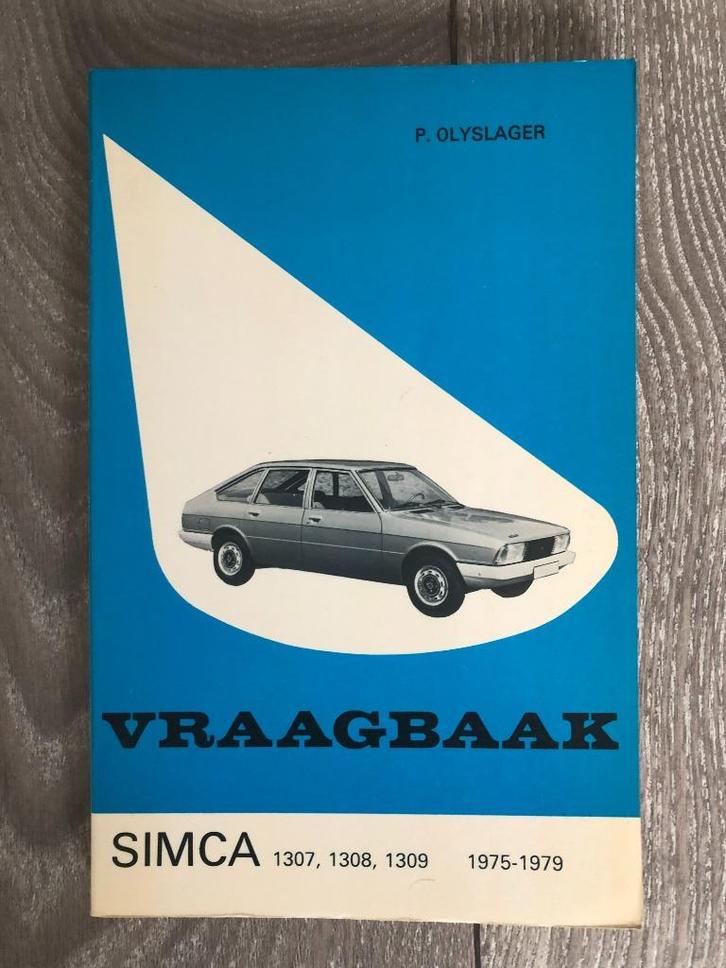 P. OLYSLAGER
VRAAGBAAK
SIMCA 1307, 1308, 1309 1975-1979